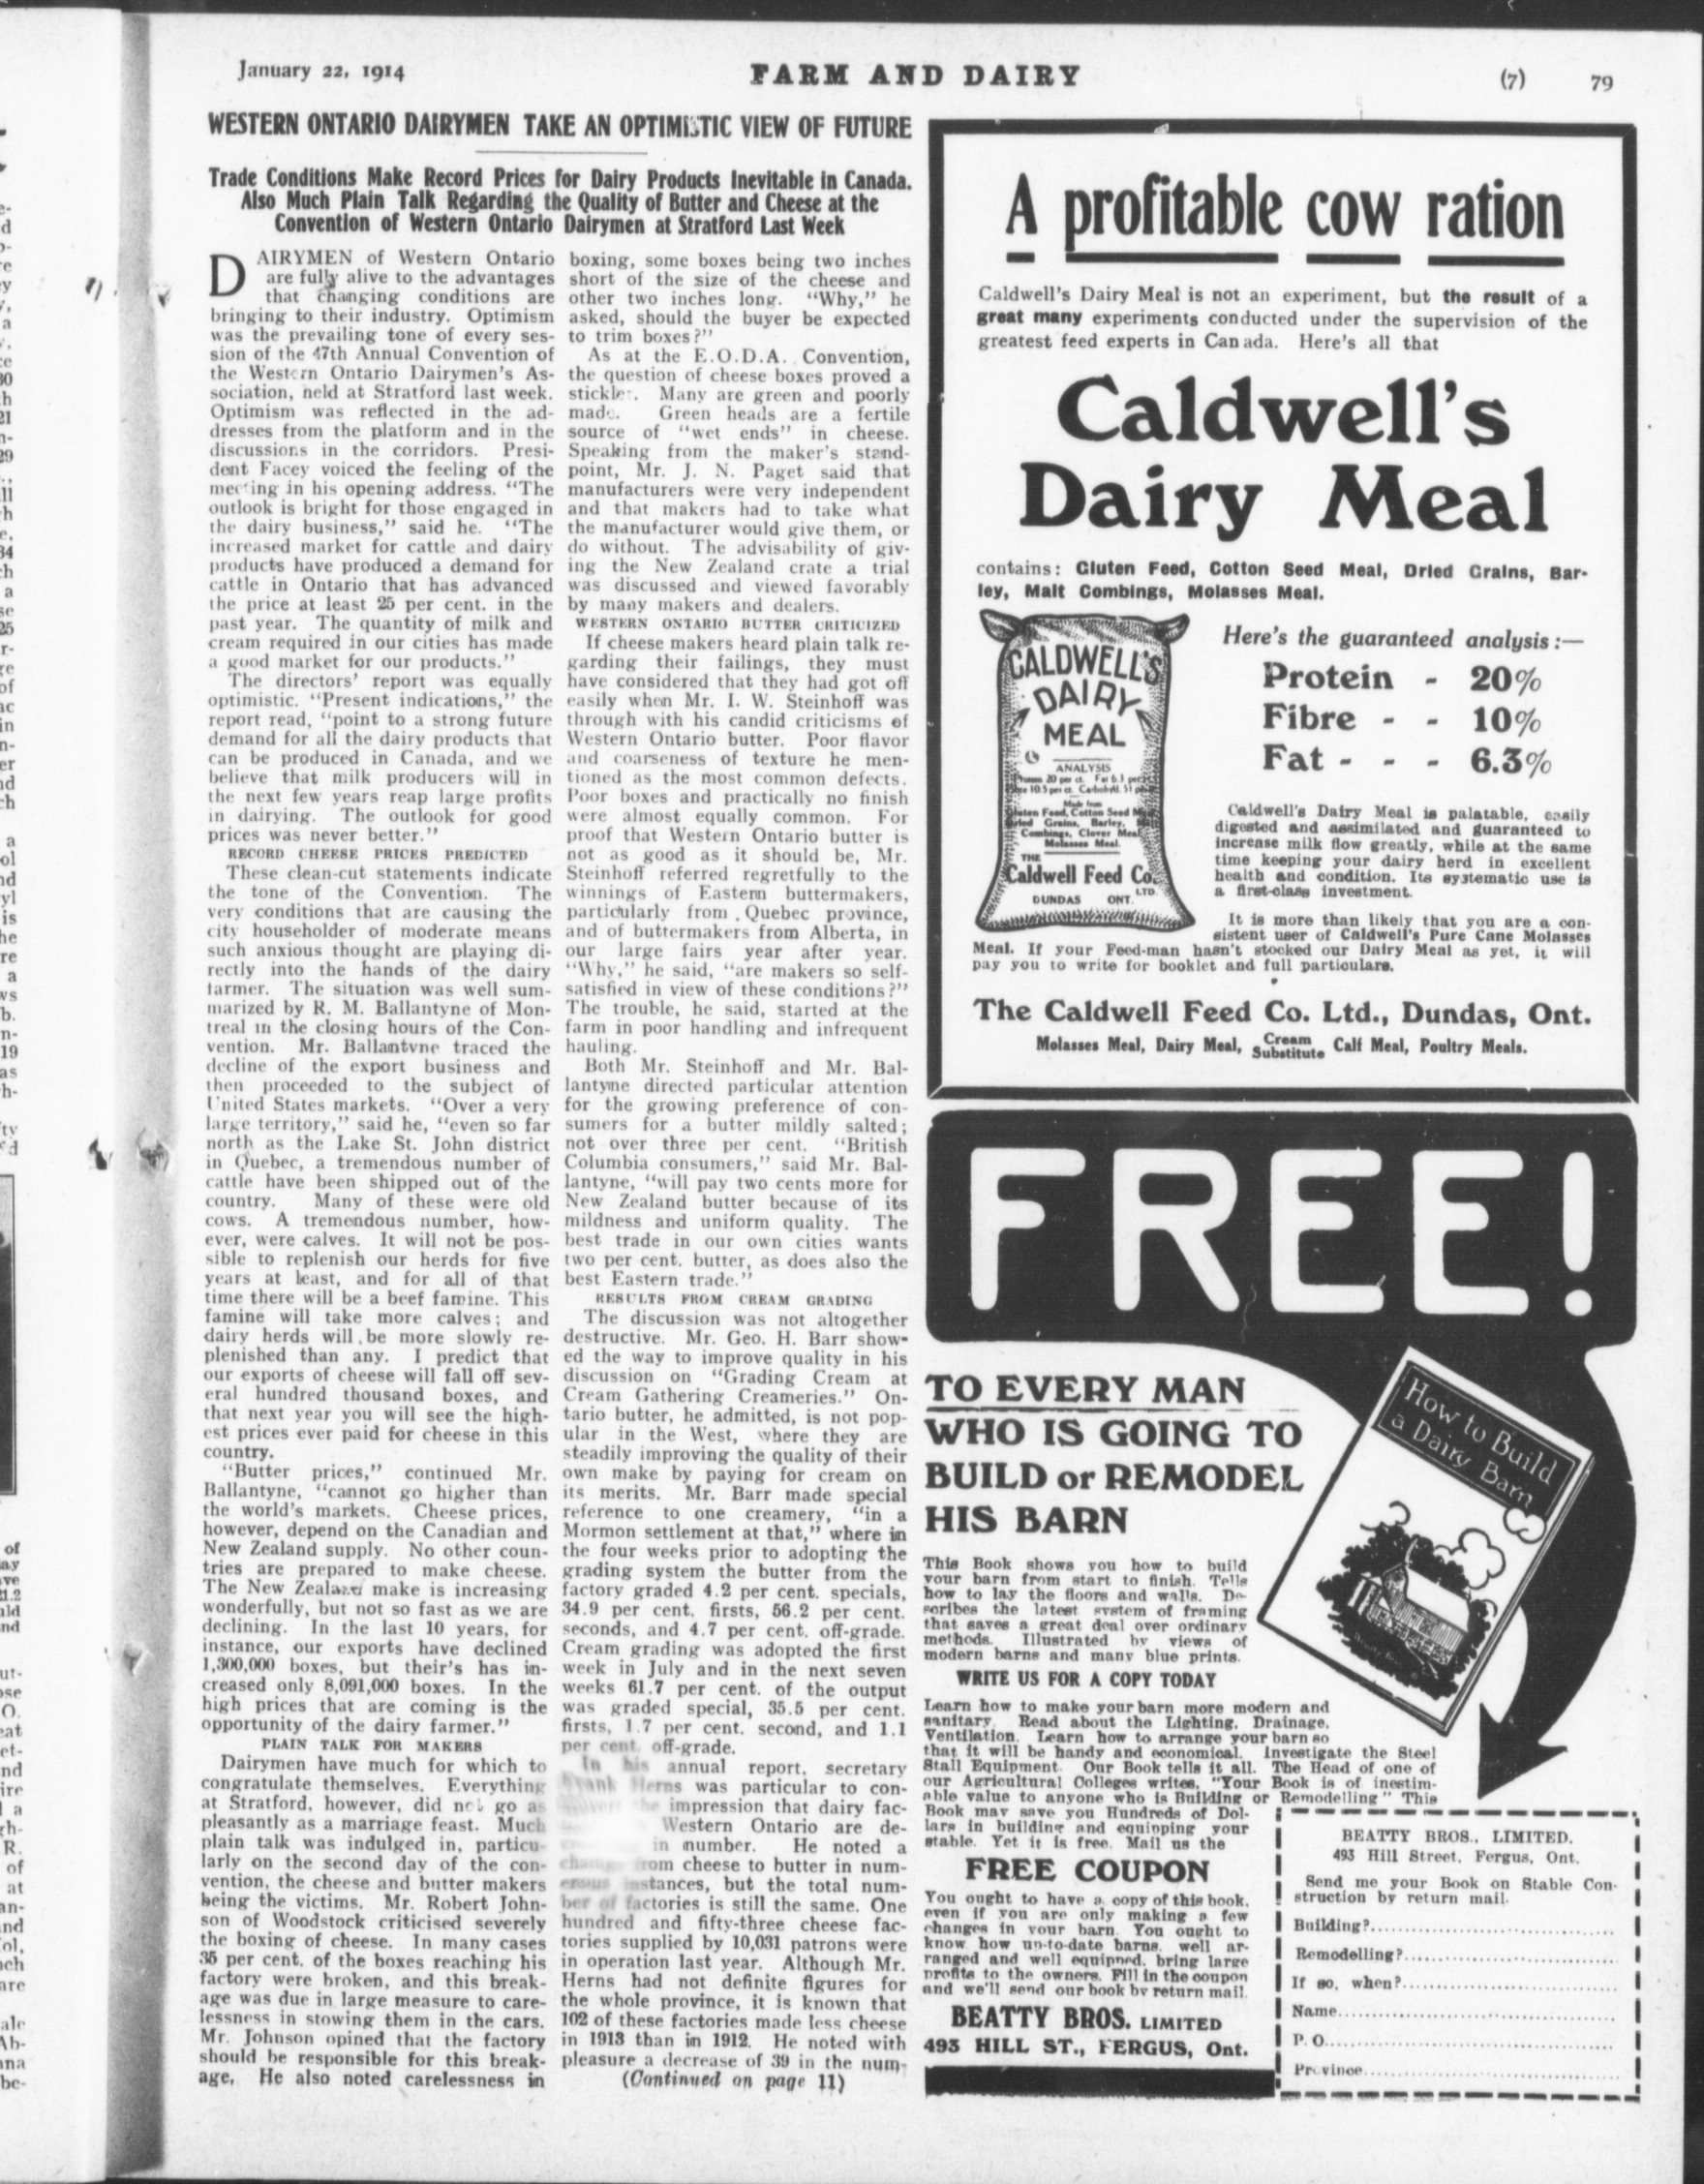 January 22, 1914
FARM AND DAIRY
(7) 79
WESTERN ONTARIO DAIRYMEN TAKE AN OPTIMISTIC VIEW OF FUTURE
Trade Conditions Make Record Prices for Dairy Products Inevitable in Canada.
Also Much Plain Talk Regarding the Quality of Butter and Cheese at the
Convention of Western Ontario Dairymen at Stratford Last Week
DAIRYMEN of Western Ontario
are fully alive to the advantages
that changing conditions are
bringing to their industry. Optimism
was the prevailing tone of every ses-
sion of the 47th Annual Convention of
the Western Ontario Dairymen's As-
sociation, held at Stratford last week.
Optimism was reflected in the ad-
dresses from the platform and in the
discussions in the corridors. Presi-
dent Facey voiced the feeling of the
meeting in his opening address. "The
outlook is bright for those engaged in
the dairy business," said he. "The
increased market for cattle and dairy
products have produced a demand for
cattle in Ontario that has advanced
the price at least 25 per cent. in the
past year. The quantity of milk and
cream required in our cities has made
a good market for our products."
The directors' report was equally
optimistic. "Present indications," the
report read, "point to a strong future
demand for all the dairy products that
can be produced in Canada, and we
believe that milk producers will in
the next few years reap large profits
in dairying. The outlook for good
prices was never better."
RECORD CHEESE PRICES PREDICTED
These clean-cut statements indicate
the tone of the Convention. The
very conditions that are causing the
city householder of moderate means
such anxious thought are playing di-
rectly into the hands of the dairy
farmer. The situation was well sum-
marized by R. M. Ballantyne of Mon-
treal in the closing hours of the Con-
vention. Mr. Ballantyne traced the
decline of the export business and
then proceeded to the subject of
United States markets. "Over a very
large territory," said he, "even so far
north as the Lake St. John district
in Quebec, a tremendous number of
cattle have been shipped out of the
country. Many of these were old
cows. A tremendous number, how-
ever, were calves. It will not be pos-
sible to replenish our herds for five
years at least, and for all of that
time there will be a beef famine. This
famine will take more calves; and
dairy herds will be more slowly re-
plenished than any. I predict that
our exports of cheese will fall off sev-
eral hundred thousand boxes, and
that next year you will see the high-
est prices ever paid for cheese in this
country.
"Butter prices," continued Mr.
Ballantyne, "cannot go higher than
the world's markets. Cheese prices,
however, depend on the Canadian and
New Zealand supply. No other coun-
tries are prepared to make cheese.
The New Zealand make is increasing
wonderfully, but not so fast as we are
declining. In the last 10 years, for
instance, our exports have declined
1,300,000 boxes, but their's has in-
creased only 8,091,000 boxes. In the
high prices that are coming is the
opportunity of the dairy farmer."
PLAIN TALK FOR MAKERS
Dairymen have much for which to
congratulate themselves. Everything
at Stratford, however, did not go as
pleasantly as a marriage feast. Much
plain talk was indulged in, particu-
larly on the second day of the con-
vention, the cheese and butter makers
being the victims. Mr. Robert John-
son of Woodstock criticised severely
the boxing of cheese. In many cases
35 per cent. of the boxes reaching his
factory were broken, and this break-
age was due in large measure to care-
lessness in stowing them in the cars.
Mr. Johnson opined that the factory
should be responsible for this break-
age. He also noted carelessness in
boxing, some boxes being two inches
short of the size of the cheese and
other two inches long. "Why," he
asked, should the buyer be expected
to trim boxes?"
As at the E.O.D.A. Convention,
the question of cheese boxes proved a
stickler. Many are green and poorly
made. Green heads are a fertile
source of "wet ends" in cheese.
Speaking from the maker's stand-
point, Mr. J. N. Paget said that
manufacturers were very independent
and that makers had to take what
the manufacturer would give them, or
do without. The advisability of giv-
ing the New Zealand crate a trial
was discussed and viewed favorably
by many makers and dealers.
WESTERN ONTARIO BUTTER CRITICIZED
If cheese makers heard plain talk re-
garding their failings, they must
have considered that they had got off
easily when Mr. I. W. Steinhoff was
through with his candid criticisms of
Western Ontario butter. Poor flavor
and coarseness of texture he men-
tioned as the most common defects.
Poor boxes and practically no finish
were almost equally common. For
proof that Western Ontario butter is
not as good as it should be, Mr.
Steinhoff referred regretfully to the
winnings of Eastern buttermakers,
particularly from Quebec province,
and of buttermakers from Alberta, in
our large fairs year after year.
"Why," he said, "are makers so self-
satisfied in view of these conditions?"
The trouble, he said, started at the
farm in poor handling and infrequent
hauling.
Both Mr. Steinhoff and Mr. Bal-
lantyne directed particular attention
for the growing preference of con-
sumers for a butter mildly salted;
not over three per cent. "British
Columbia consumers," said Mr. Bal-
lantyne, "will pay two cents more for
New Zealand butter because of its
mildness and uniform quality. The
best trade in our own cities wants
two per cent. butter, as does also the
best Eastern trade."
RESULTS FROM CREAM GRADING
The discussion was not altogether
destructive. Mr. Geo. H. Barr show-
ed the way to improve quality in his
discussion on "Grading Cream at
Cream Gathering Creameries." On-
tario butter, he admitted, is not pop-
ular in the West, where they are
steadily improving the quality of their
own make by paying for cream on
its merits. Mr. Barr made special
reference to one creamery, "in a
Mormon settlement at that," where in
the four weeks prior to adopting the
grading system the butter from the
factory graded 4.2 per cent. specials,
34.9 per cent. firsts, 56.2 per cent.
seconds, and 4.7 per cent. off-grade.
Cream grading was adopted the first
week in July and in the next seven
weeks 61.7 per cent. of the output
was graded special, 35.5 per cent.
firsts, 1.7 per cent. second, and 1.1
per cent. off-grade.
In his annual report, secretary
Frank Herns was particular to con-
the impression that dairy fac-
Western Ontario are de-
in number. He noted a
change from cheese to butter in num-
erous instances, but the total num-
ber of factories is still the same. One
hundred and fifty-three cheese fac-
tories supplied by 10,031 patrons were
in operation last year. Although Mr.
Herns had not definite figures for
the whole province, it is known that
102 of these factories made less cheese
in 1913 than in 1912. He noted with
pleasure a decrease of 39 in the num-
(Continued on page 11)
A profitable cow ration
Caldwell's Dairy Meal is not an experiment, but the result of a
great many experiments conducted under the supervision of the
greatest feed experts in Canada. Here's all that
Caldwell's
Dairy Meal
contains: Gluten Feed, Cotton Seed Meal, Dried Grains, Bar-
ley, Malt Combings, Molasses Meal.
CALDWELL'S
DAIRY
MEAL
ANALYSIS
Protein 20 per ct. Fat 6.3 per ct.
Fibre 10.5 per ct. Carbohyd. 51 per
Made from
Gluten Feed, Cotton Seed Meal
Dried Grains, Barley, Malt
Combings, Clover Meal,
Molasses Meal.
THE
Caldwell Feed Co.
LTD.
DUNDAS ONT.
Here's the guaranteed analysis:—
Protein - 20%
Fibre - - 10%
Fat - - - 6.3%
Caldwell's Dairy Meal is palatable, easily
digested and assimilated and guaranteed to
increase milk flow greatly, while at the same
time keeping your dairy herd in excellent
health and condition. Its systematic use is
a first-class investment.
It is more than likely that you are a con-
sistent user of Caldwell's Pure Cane Molasses
Meal. If your Feed-man hasn't stocked our Dairy Meal as yet, it will
pay you to write for booklet and full particulars.
The Caldwell Feed Co. Ltd., Dundas, Ont.
Molasses Meal, Dairy Meal, Cream Substitute Calf Meal, Poultry Meals.
FREE!
TO EVERY MAN
WHO IS GOING TO
BUILD or REMODEL
HIS BARN
How to Build
a Dairy Barn
This Book shows you how to build
your barn from start to finish. Tells
how to lay the floors and walls. De-
scribes the latest system of framing
that saves a great deal over ordinary
methods. Illustrated by views of
modern barns and many blue prints.
WRITE US FOR A COPY TODAY
Learn how to make your barn more modern and
sanitary. Read about the Lighting, Drainage,
Ventilation. Learn how to arrange your barn so
that it will be handy and economical. Investigate the Steel
Stall Equipment. Our Book tells it all. The Head of one of
our Agricultural Colleges writes, "Your Book is of inestim-
able value to anyone who is Building or Remodelling" This
Book may save you Hundreds of Dol-
lars in building and equipping your
stable. Yet it is free. Mail us the
FREE COUPON
You ought to have a copy of this book,
even if you are only making a few
changes in your barn. You ought to
know how up-to-date barns, well ar-
ranged and well equipped, bring large
profits to the owners. Fill in the coupon
and we'll send our book by return mail.
BEATTY BROS. LIMITED
493 HILL ST., FERGUS, Ont.
BEATTY BROS., LIMITED,
493 Hill Street, Fergus, Ont.
Send me your Book on Stable Con-
struction by return mail.
Building?
Remodelling?
If so, when?
Name
P. O.
Province